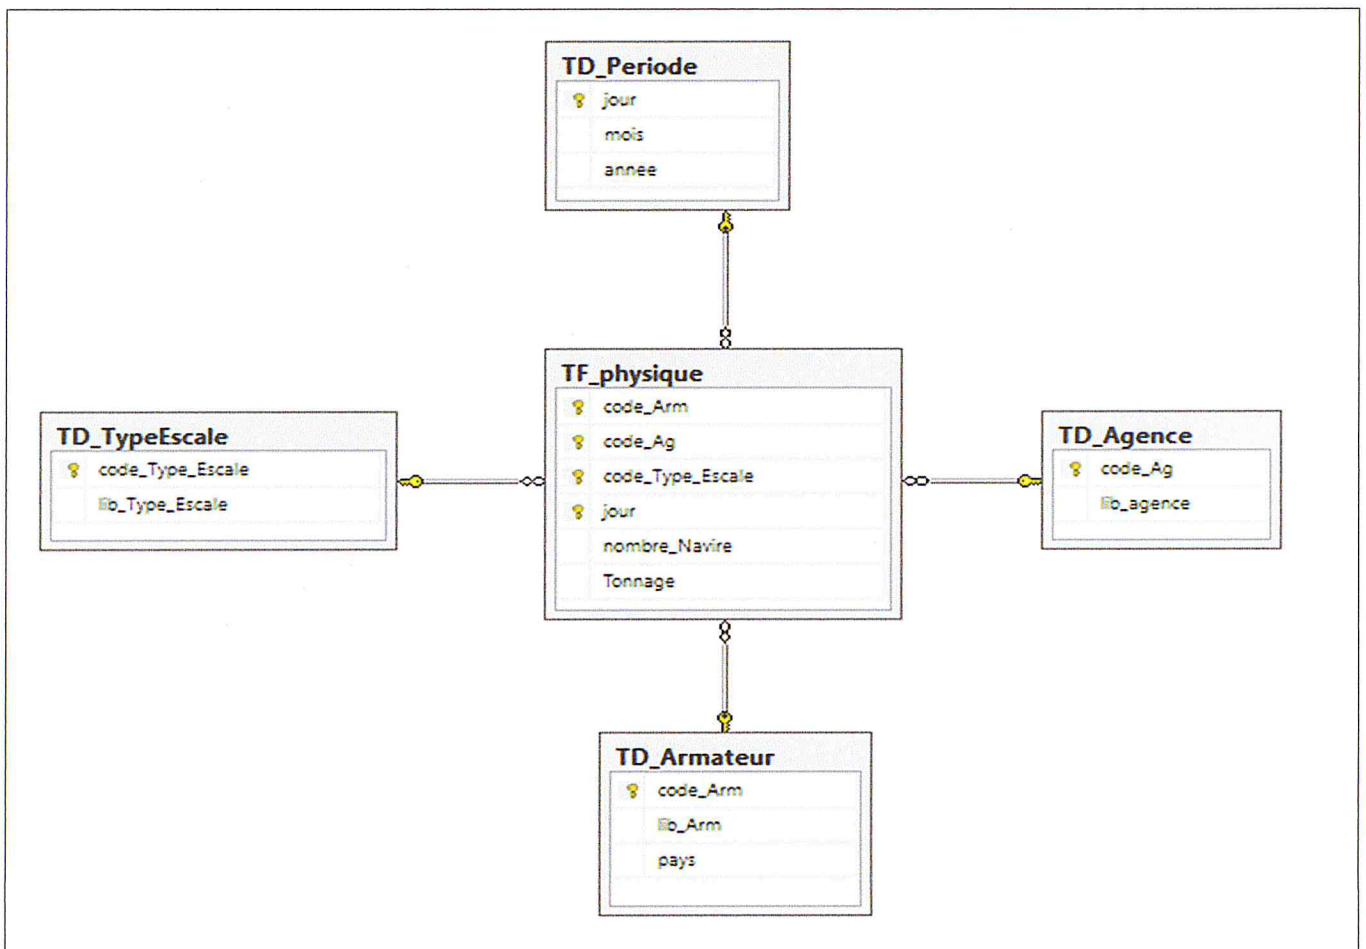 TD_Periode
jour
mois
annee
TF_physique
code_Arm
code_Ag
code_Type_Escale
jour
nombre_Navire
Tonnage
TD_TypeEscale
code_Type_Escale
lib_Type_Escale
TD_Agence
code_Ag
lib_agence
TD_Armateur
code_Arm
lib_Arm
pays